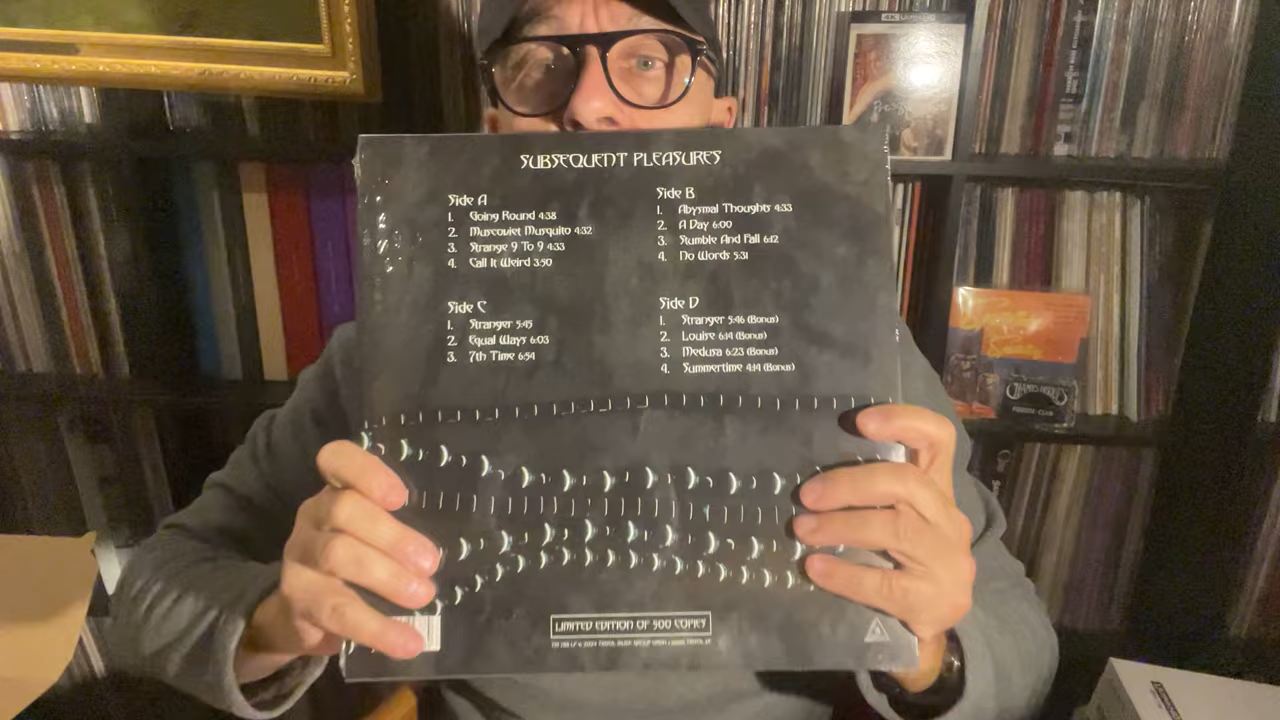 SUBSEQUENT PLEASURES
Side A
1. Going Round 4:38
2. Muscoviet Musquito 4:32
3. Strange 9 To 9 4:33
4. Call It Weird 3:50
Side B
1. Abysmal Thoughts 4:33
2. A Day 6:00
3. Stumble And Fall 6:12
4. No Words 5:31
Side C
1. Stranger 5:45
2. Equal Ways 6:03
3. 7th Time 6:54
Side D
1. Stranger 5:46 (Bonus)
2. Louise 6:14 (Bonus)
3. Medusa 6:23 (Bonus)
4. Summertime 4:14 (Bonus)
LIMITED EDITION OF 500 COPIES